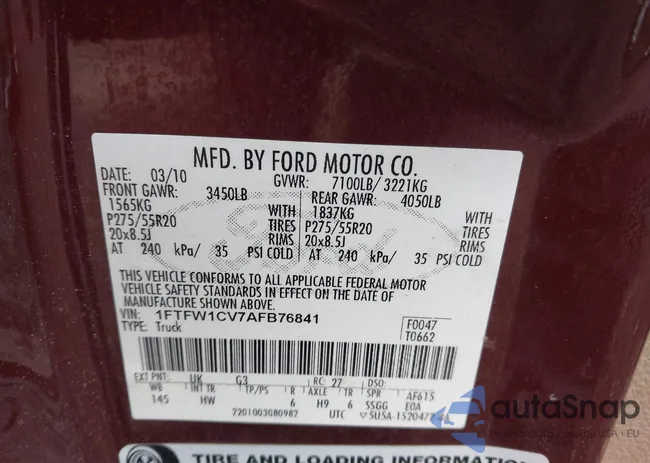 MFD. BY FORD MOTOR CO.
DATE: 03/10 GVWR: 7100LB/ 3221KG
FRONT GAWR: 3450LB REAR GAWR: 4050LB
1565KG WITH 1837KG WITH
P275/55R20 TIRES P275/55R20 TIRES
20x8.5J RIMS 20x8.5J RIMS
AT 240 kPa/ 35 PSI COLD AT 240 kPa/ 35 PSI COLD
THIS VEHICLE CONFORMS TO ALL APPLICABLE FEDERAL MOTOR
VEHICLE SAFETY STANDARDS IN EFFECT ON THE DATE OF
MANUFACTURE SHOWN ABOVE.
VIN: 1FTFW1CV7AFB76841
TYPE: Truck
F0047
T0662
EXT PNT: UK G3 RC: 27 DSO:
WB INT TR TP/PS R AXLE TR SPR AF615
145 HW 6 H9 6 SSGG EOA
2201003080982 UTC
autoSnap
TIRE AND LOADING INFORMATION